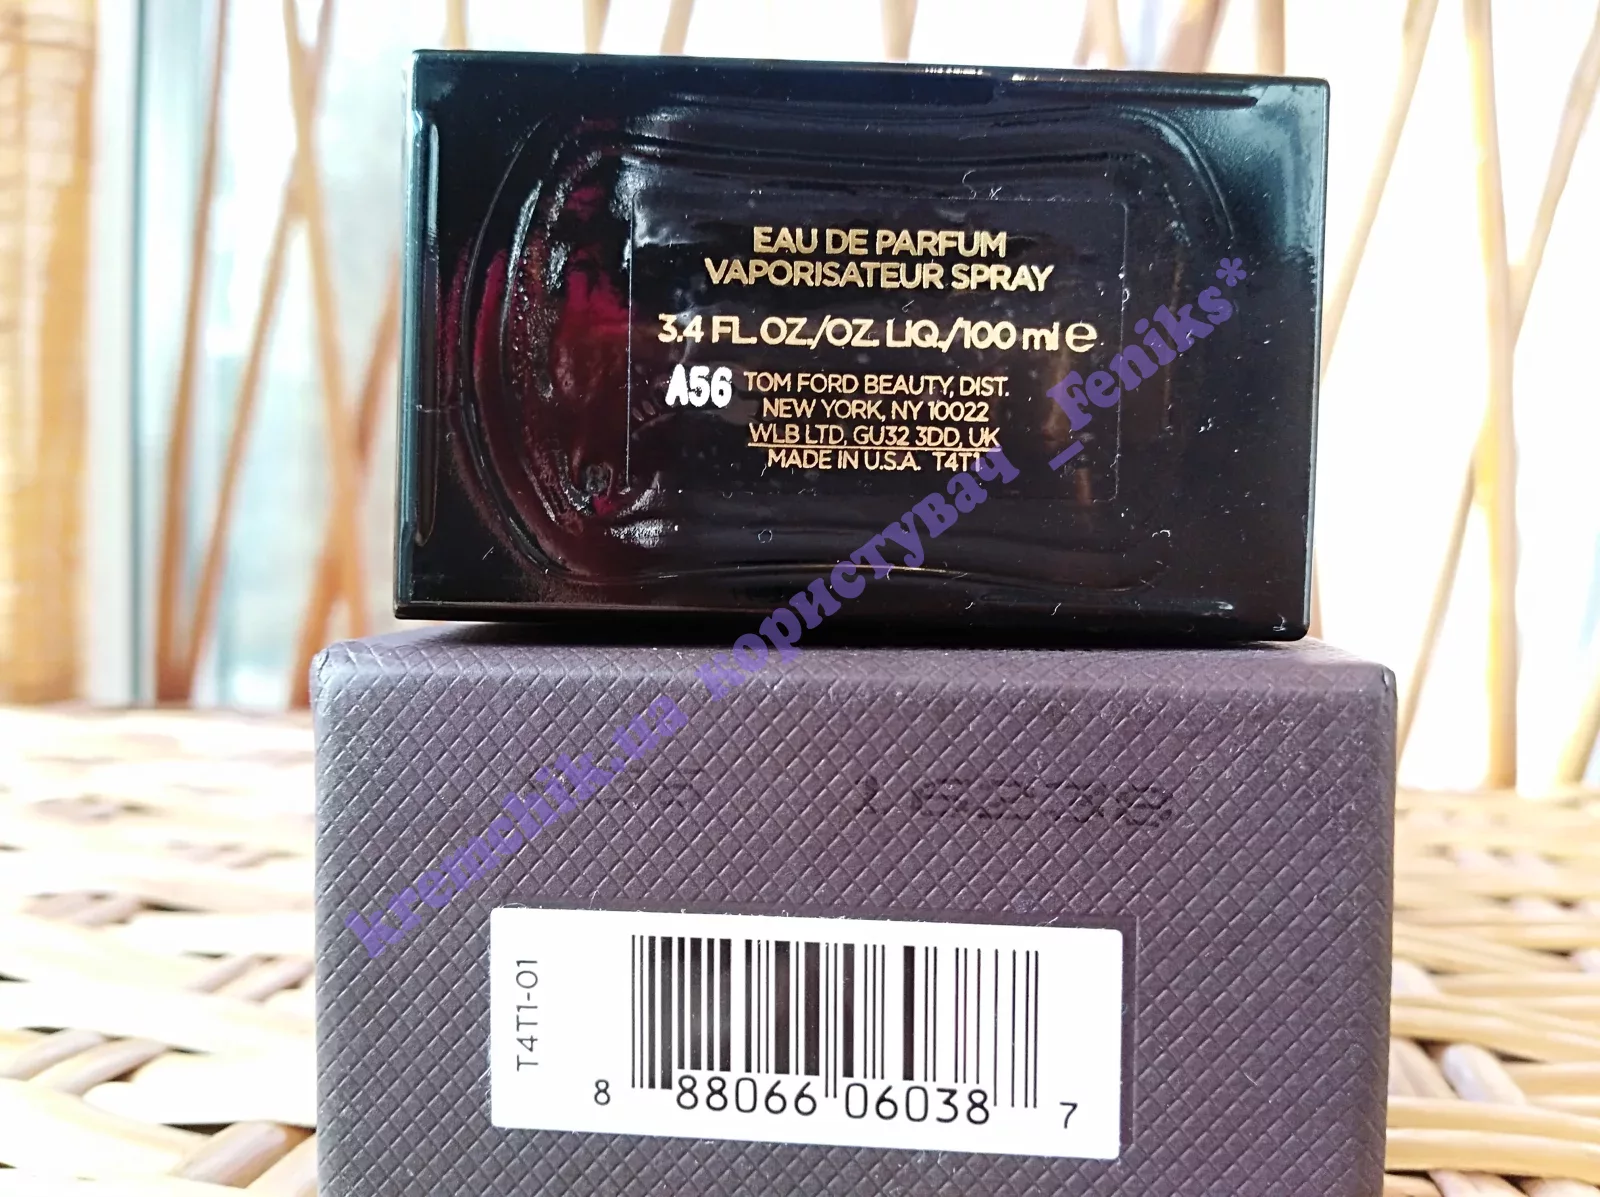 EAU DE PARFUM
VAPORISATEUR SPRAY
3.4 FL. OZ./OZ. LIQ./100 ml e
A56 TOM FORD BEAUTY, DIST.
NEW YORK, NY 10022
WLB LTD, GU32 3DD, UK
MADE IN U.S.A. T4T1
kremchik.ua користувач _Feniks*
T4T1-01
8 88066 06038 7